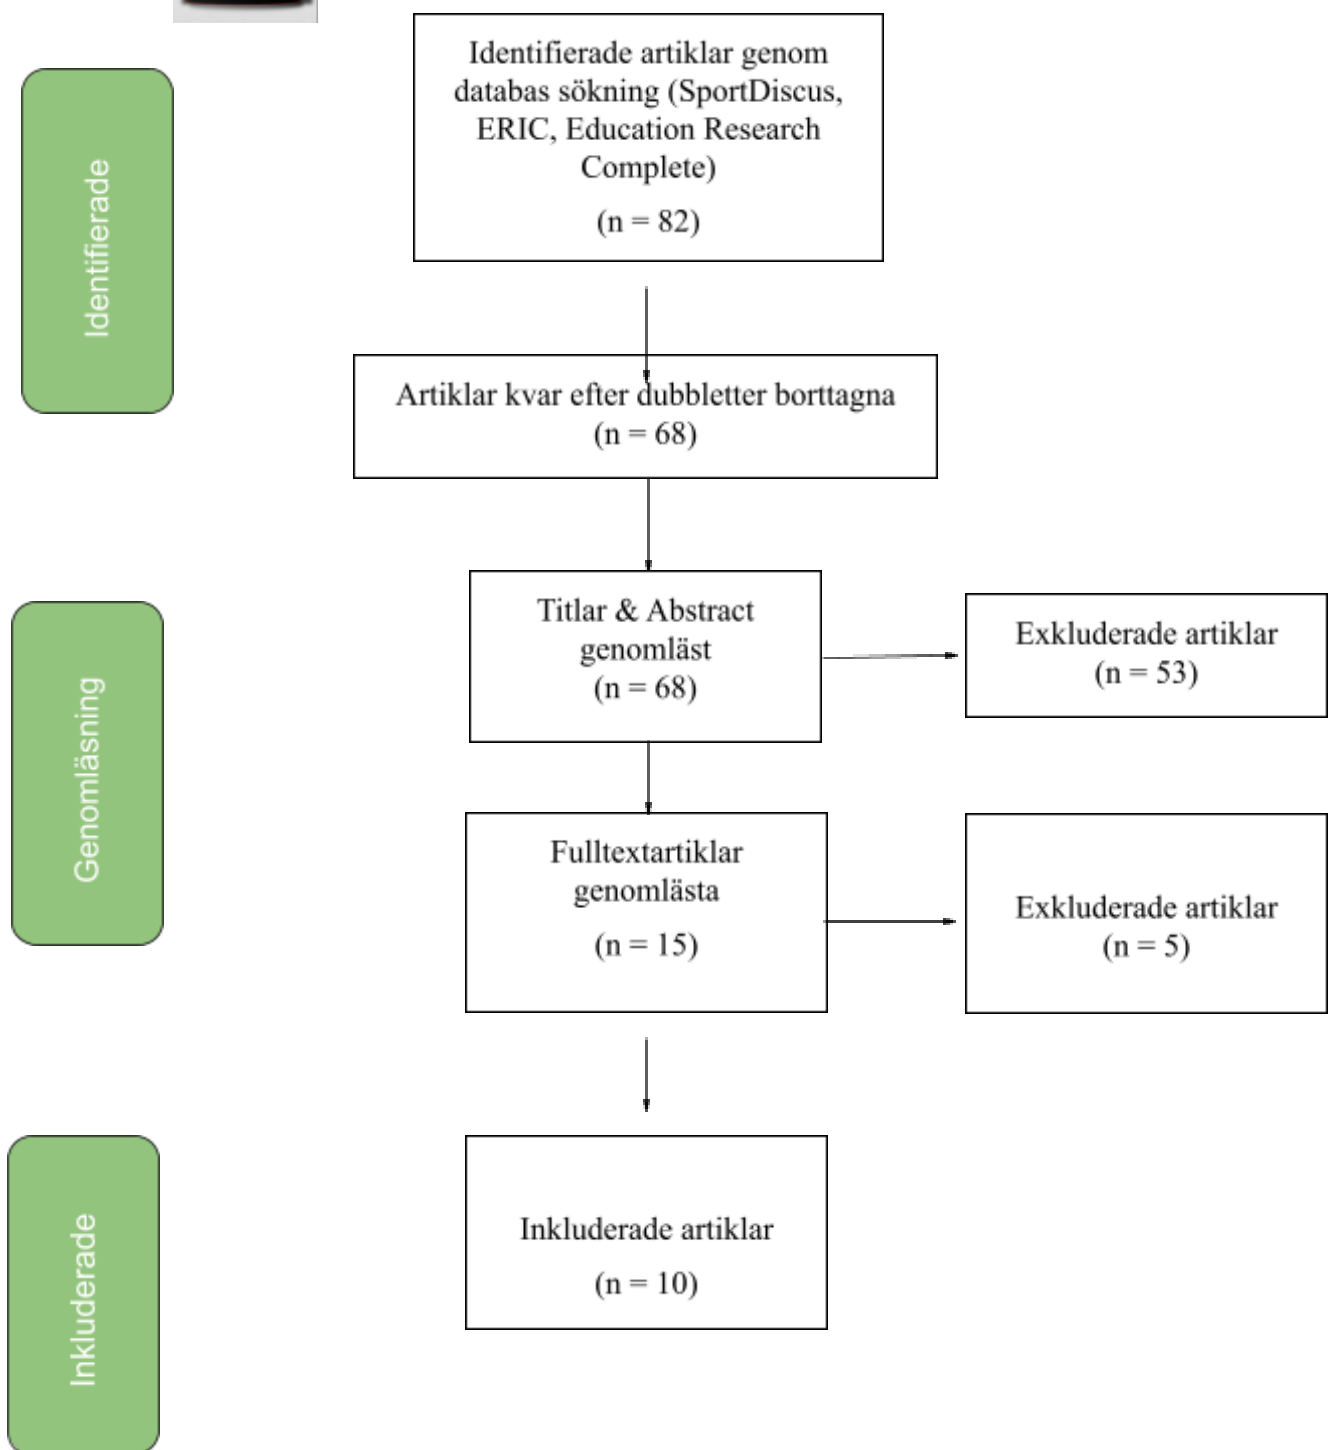 Identifierade
Identifierade artiklar genom
databas sökning (SportDiscus,
ERIC, Education Research
Complete)
(n = 82)
Artiklar kvar efter dubbletter borttagna
(n = 68)
Genomläsning
Titlar & Abstract
genomläst
(n = 68)
Exkluderade artiklar
(n = 53)
Fulltextartiklar
genomlästa
(n = 15)
Exkluderade artiklar
(n = 5)
Inkluderade
Inkluderade artiklar
(n = 10)